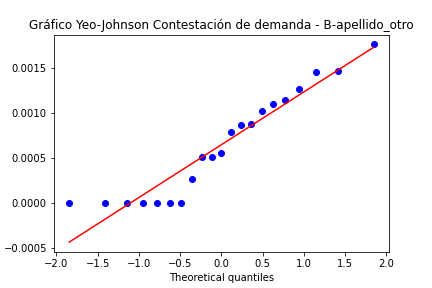 Gráfico Yeo-Johnson Contestación de demanda - B-apellido_otro
0.0015
0.0010
0.0005
0.0000
−0.0005
−2.0 −1.5 −1.0 −0.5 0.0 0.5 1.0 1.5 2.0
Theoretical quantiles